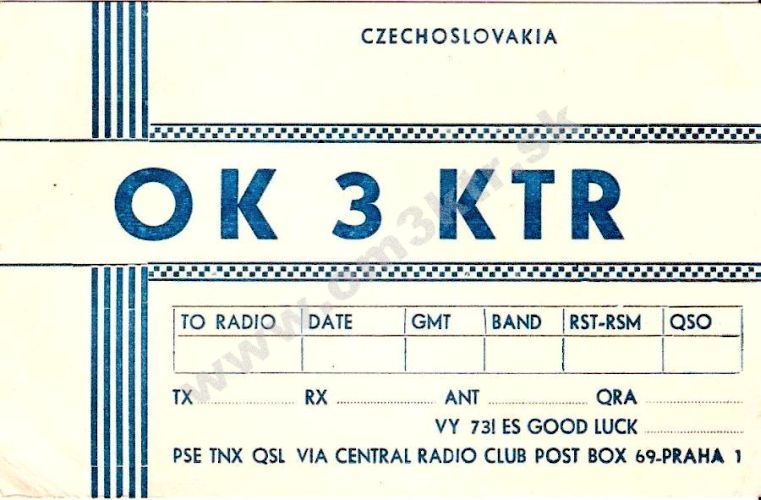 CZECHOSLOVAKIA
OK 3 KTR
TO RADIO DATE GMT BAND RST-RSM QSO
TX RX ANT QRA
VY 73! ES GOOD LUCK
PSE TNX QSL VIA CENTRAL RADIO CLUB POST BOX 69-PRAHA 1
www.om3ktr.sk